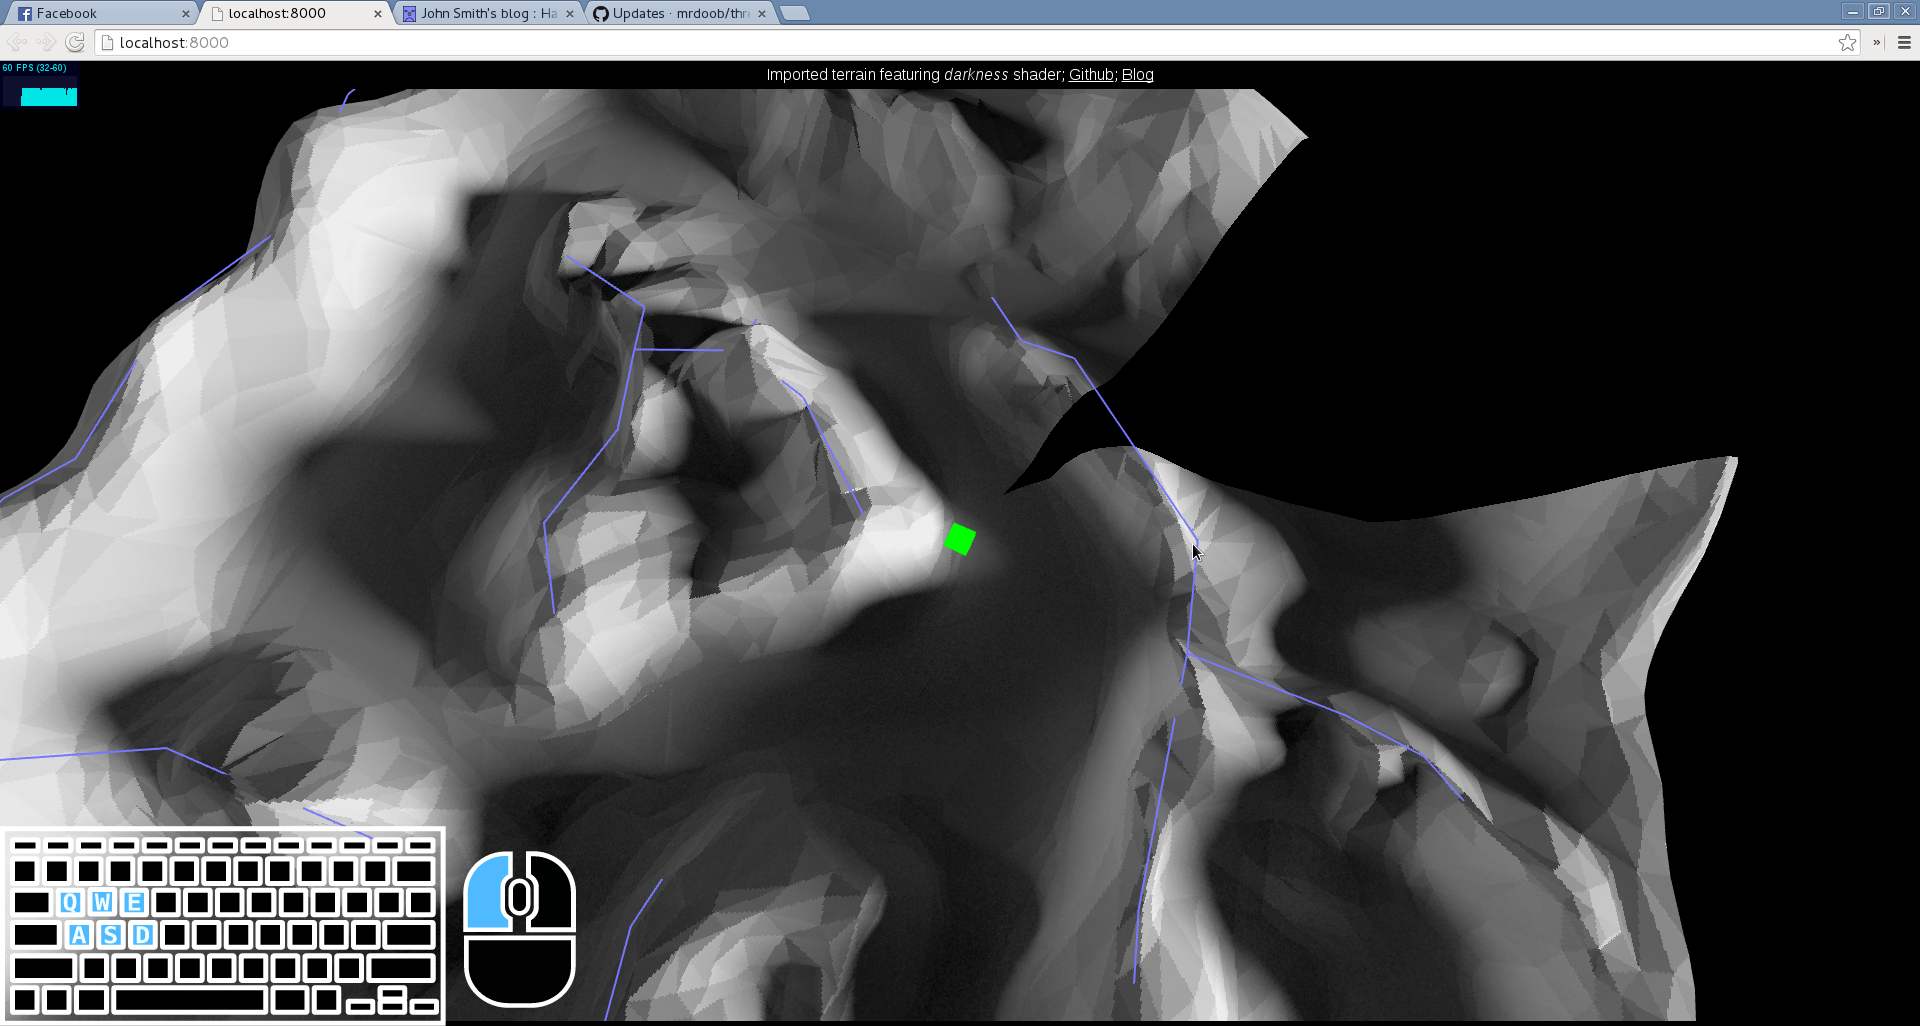 Facebook
localhost:8000
John Smith's blog : Ha
Updates · mrdoob/thre
localhost:8000
60 FPS (32-60)
Imported terrain featuring darkness shader; Github; Blog
Q W E
A S D